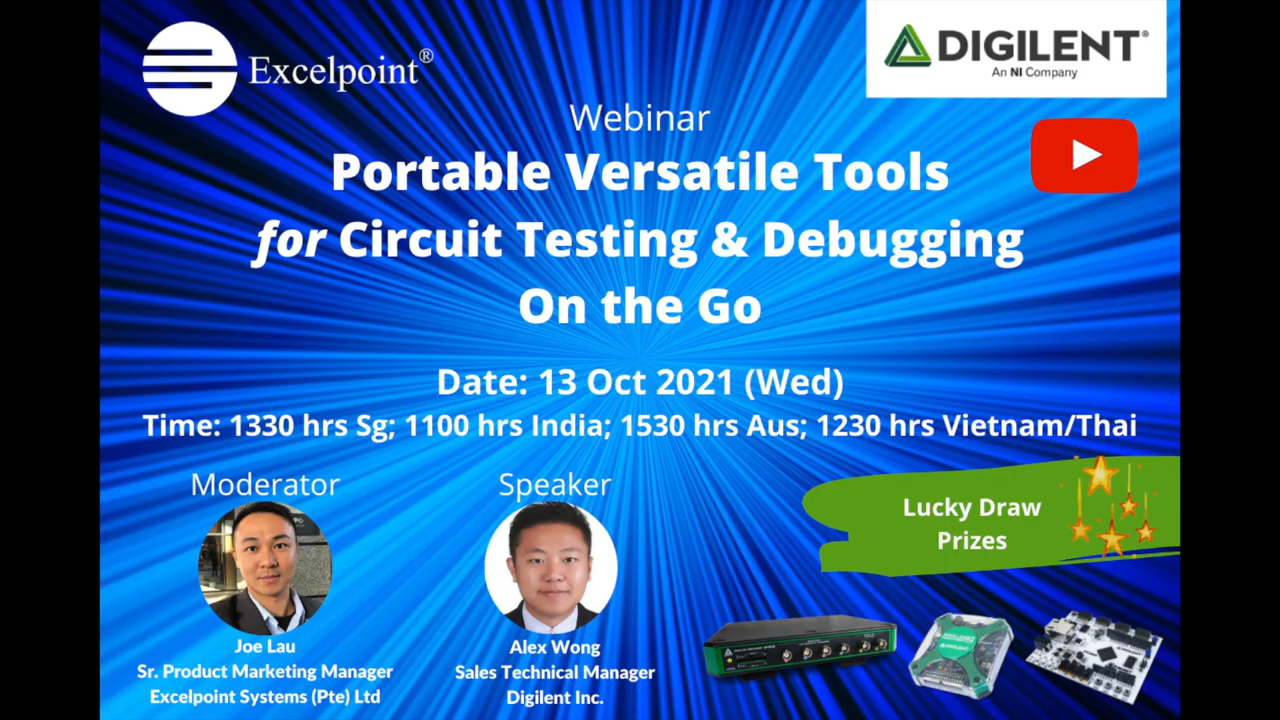 Excelpoint®
DIGILENT®
An NI Company
Webinar
Portable Versatile Tools
for Circuit Testing & Debugging
On the Go
Date: 13 Oct 2021 (Wed)
Time: 1330 hrs Sg; 1100 hrs India; 1530 hrs Aus; 1230 hrs Vietnam/Thai
Moderator
Speaker
Lucky Draw
Prizes
Joe Lau
Sr. Product Marketing Manager
Excelpoint Systems (Pte) Ltd
Alex Wong
Sales Technical Manager
Digilent Inc.
DIGILENT